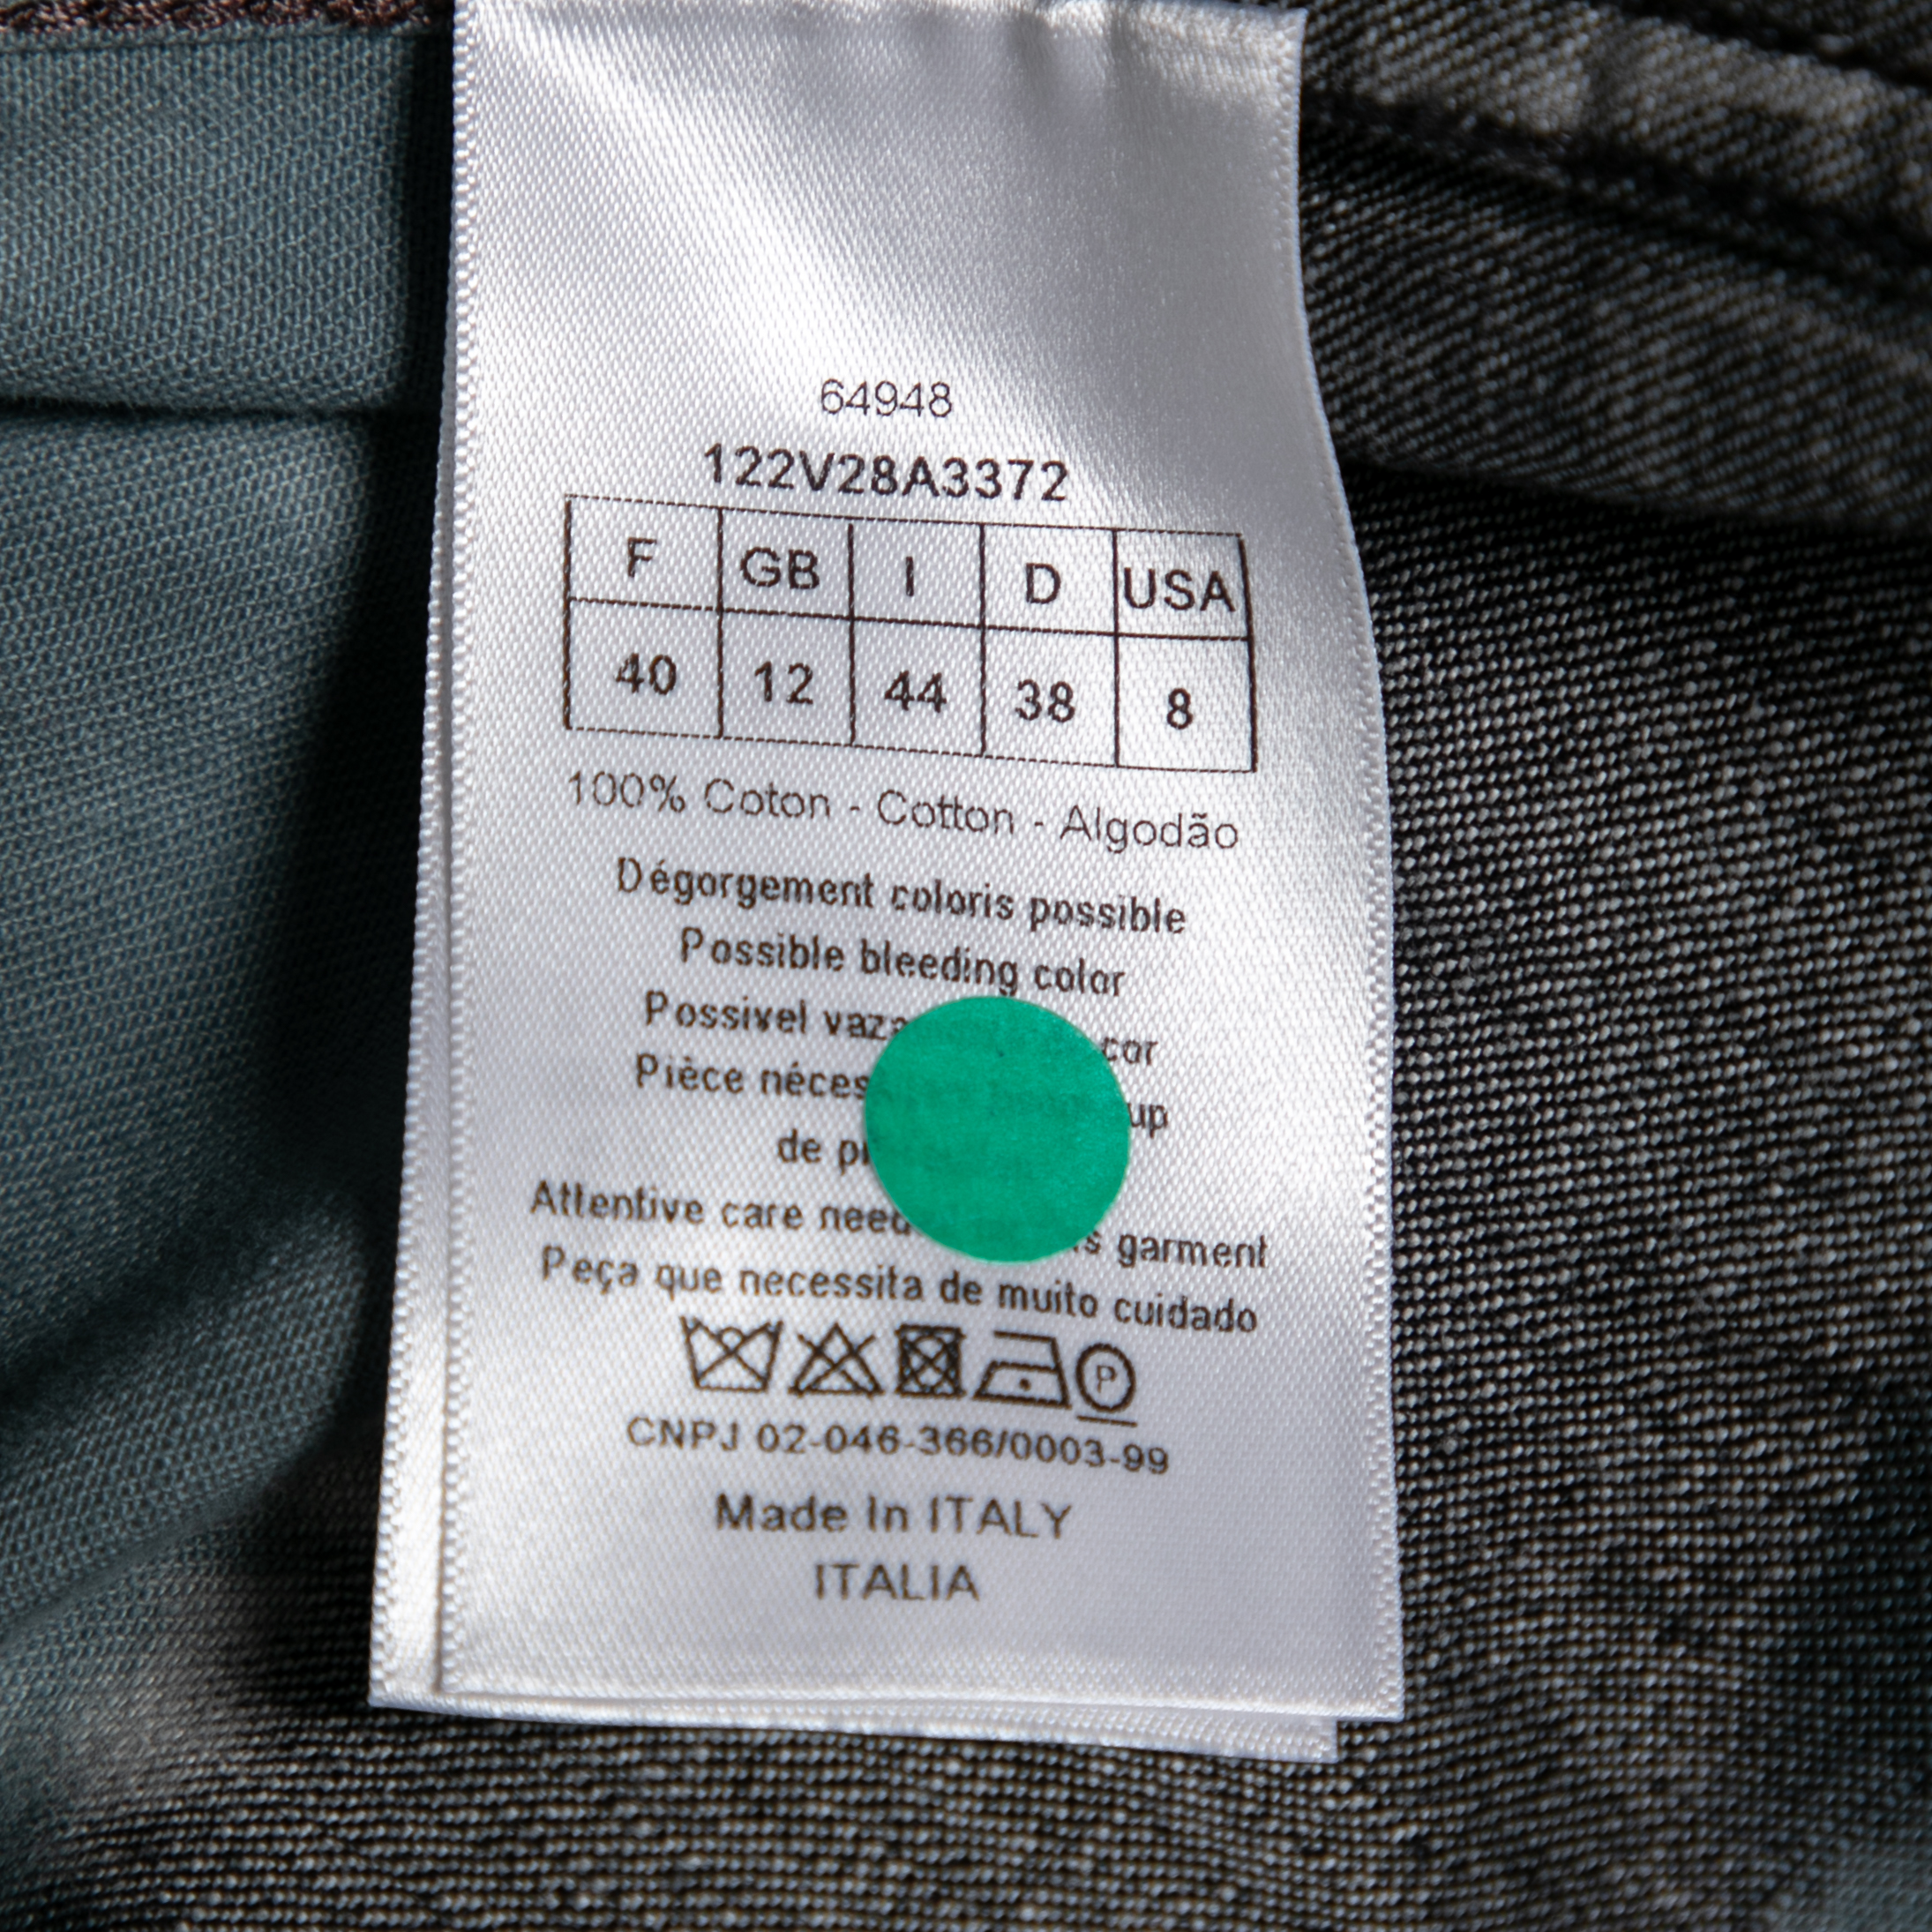 64948
122V28A3372
F GB I D USA
40 12 44 38 8
100% Coton - Cotton - Algodão
Dégorgement coloris possible
Possible bleeding color
Possivel cor
Pièce
de
Attentive care garment
Peça que necessita de muito cuidado
P
CNPJ 02-046-366/0003-99
Made In ITALY
ITALIA